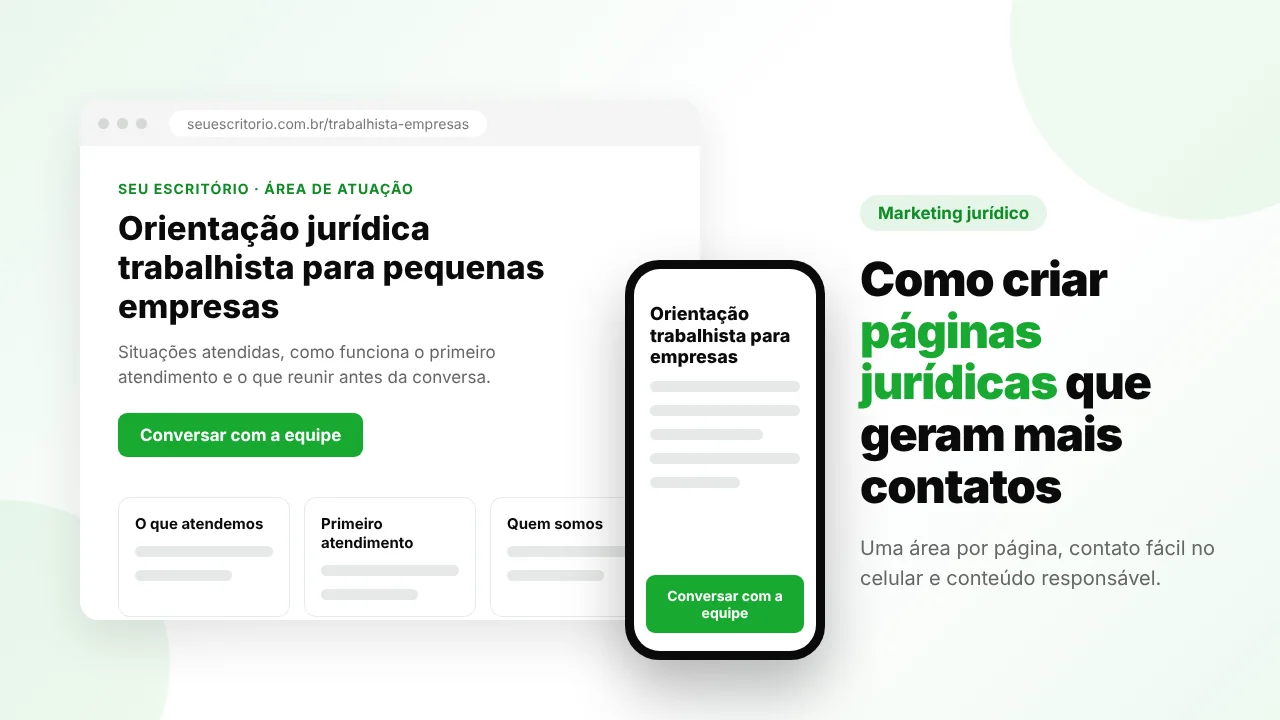 seuescritorio.com.br/trabalhista-empresas
SEU ESCRITÓRIO · ÁREA DE ATUAÇÃO
Orientação jurídica
trabalhista para pequenas
empresas
Situações atendidas, como funciona o primeiro
atendimento e o que reunir antes da conversa.
Conversar com a equipe
O que atendemos
Primeiro
atendimento
Quem somos
Orientação
trabalhista para
empresas
Conversar com a
equipe
Marketing jurídico
Como criar
páginas
jurídicas que
geram mais
contatos
Uma área por página, contato fácil no
celular e conteúdo responsável.